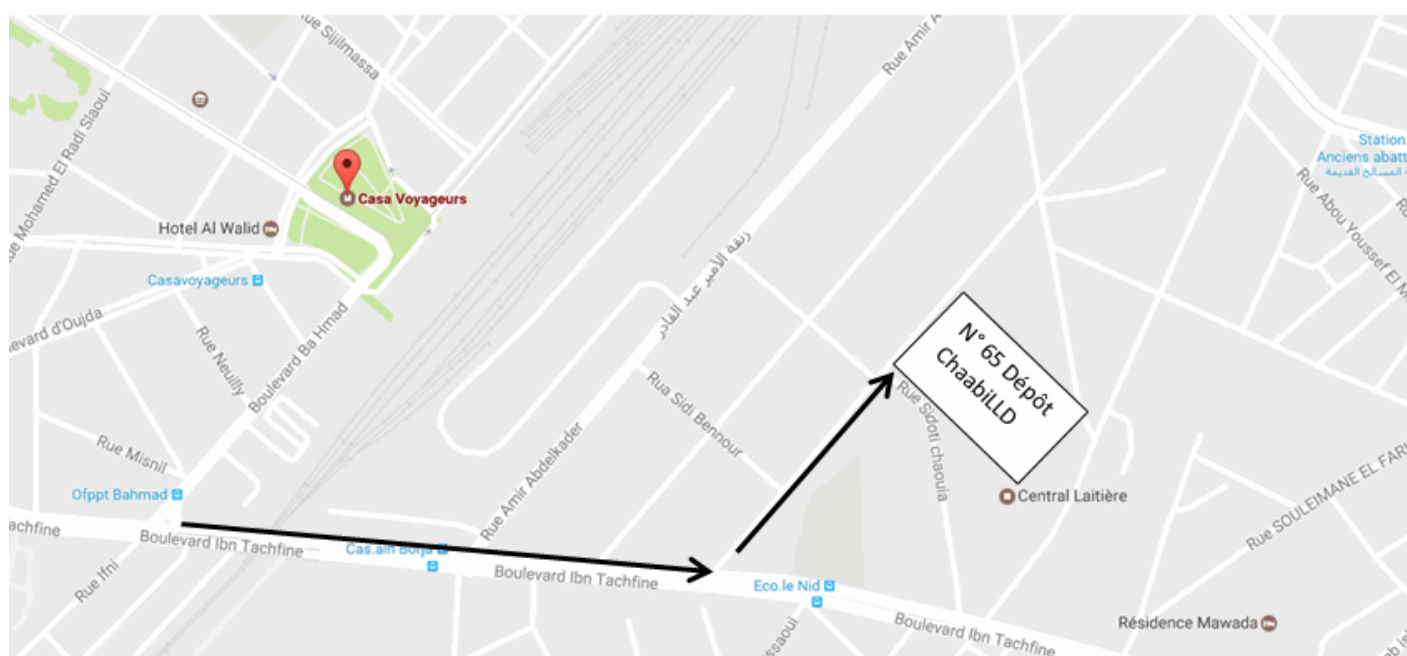 Rue Sijilmassa
Rue Amir A
ue Mohamed El Radi Slaoui
Station
Anciens abatt
ة المسالخ القديمة
Casa Voyageurs
Rue Abou Youssef El M
Hotel Al Walid
زنقة الأمير عبد القادر
Casavoyageurs
evard d'Oujda
Rue Neuilly
Boulevard Ba Hmad
N° 65 Dépôt
ChaabiLLD
Rua Sidi Bennour
Rue Sidoti chaouia
Rue Misnil
Rue Amir Abdelkader
Ofppt Bahmad
Central Laitière
Rue SOULEIMANE EL FARI
achfine
Boulevard Ibn Tachfine
Cas.ain Borja
Boulevard Ibn Tachfine
Rue Ifni
Eco.le Nid
Boulevard Ibn Tachfine
Résidence Mawada
ssaoui